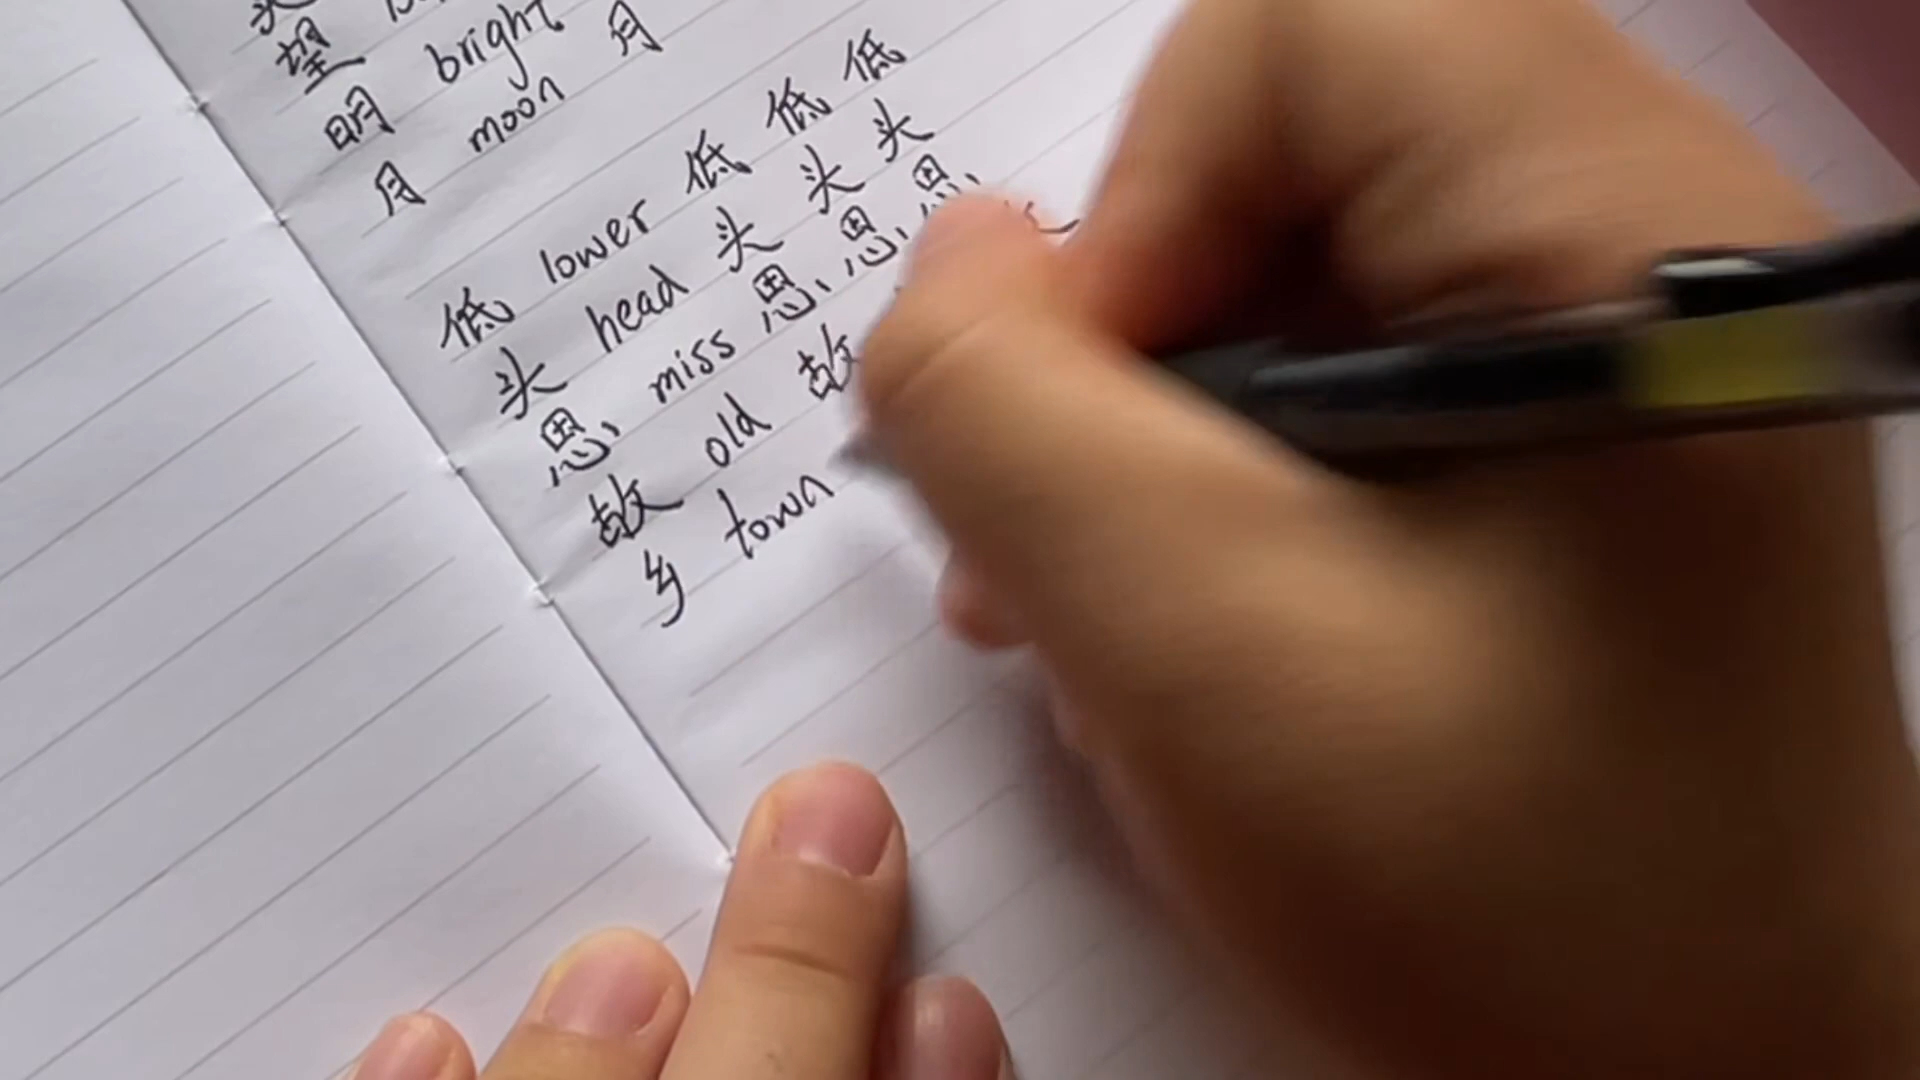 头
望
明 bright
月 moon 月
低 lower 低 低 低
头 head 头 头 头
思 miss 思 思 思
故 old 故
乡 town